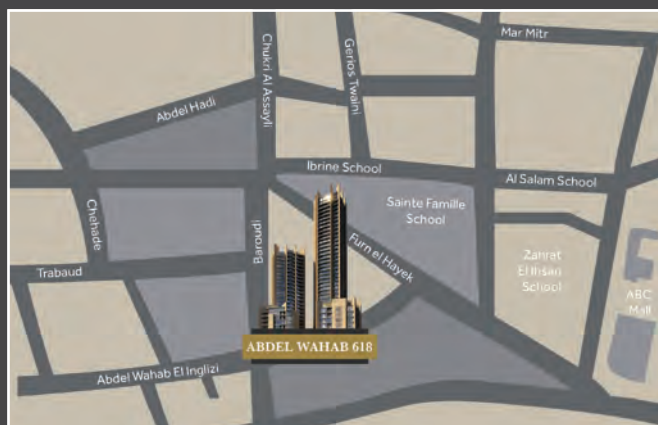 Mar Mitr
Chukri Al Assayli
Gerios Twaini
Abdel Hadi
Ibrine School
Al Salam School
Sainte Famille
School
Chehade
Baroudi
Furn el Hayek
Trabaud
Zahrat
El Ihsan
School
ABC
Mall
ABDEL WAHAB 618
Abdel Wahab El Inglizi